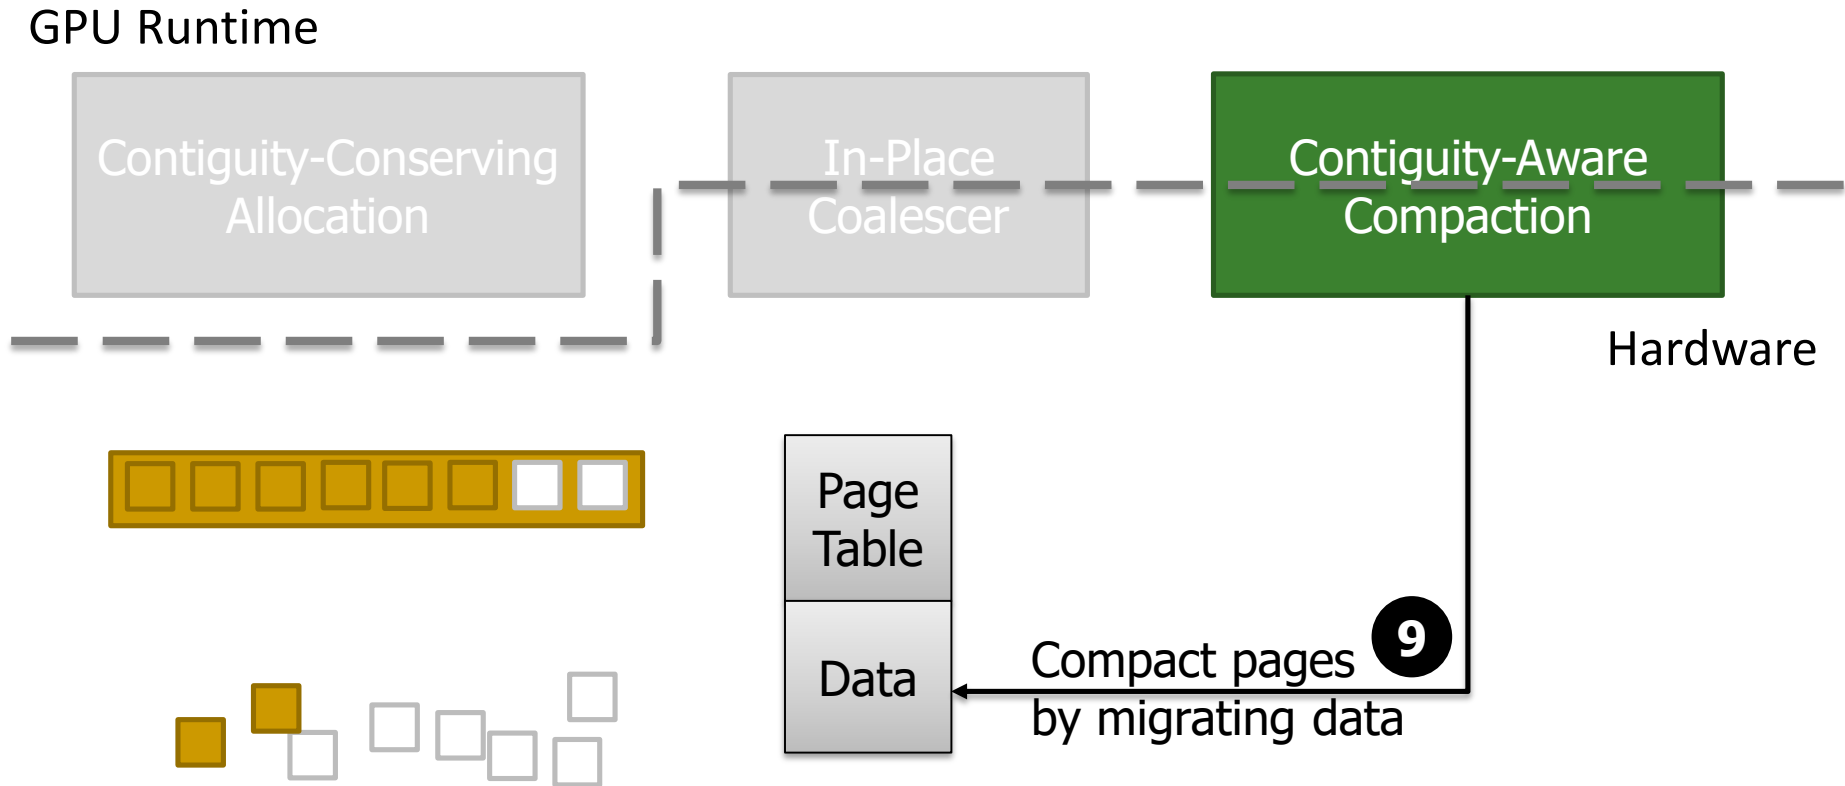 GPU Runtime
Contiguity-Conserving
Allocation
In-Place
Coalescer
Contiguity-Aware
Compaction
Hardware
Page
Table
Data
9
Compact pages
by migrating data